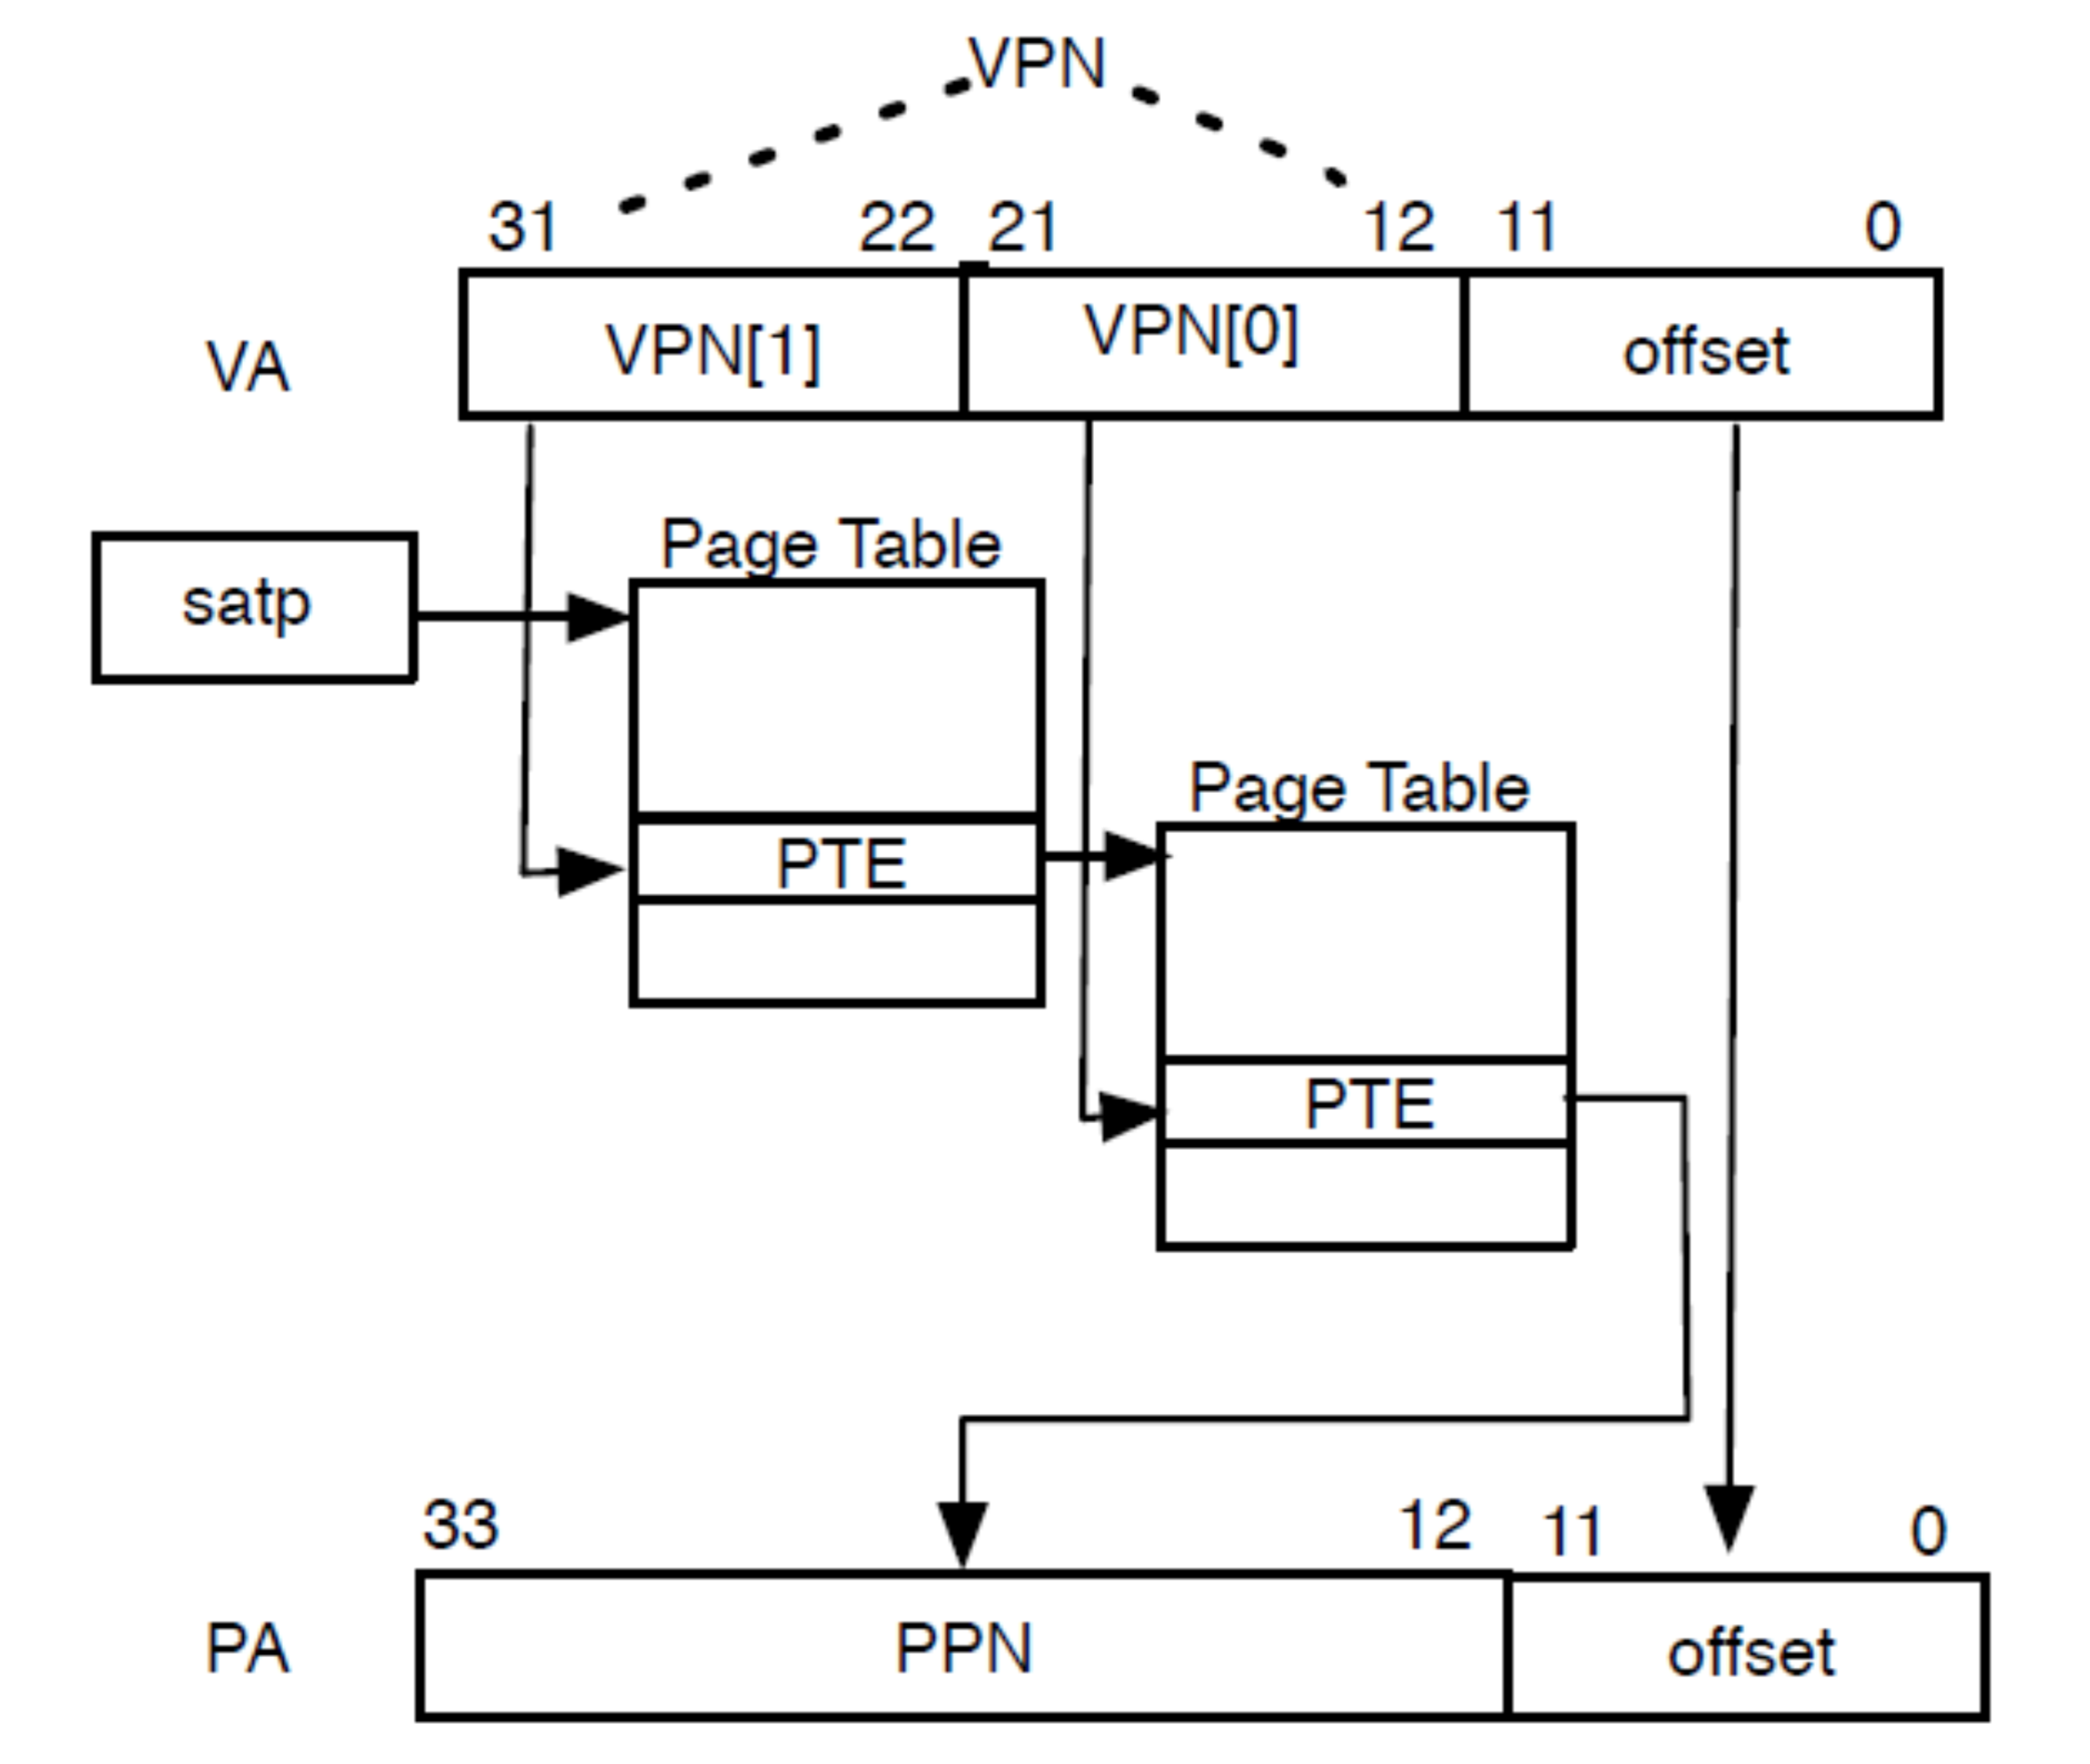 VPN
31 22 21 12 11 0
VA VPN[1] VPN[0] offset
Page Table
satp
Page Table
PTE
PTE
33 12 11 0
PA PPN offset